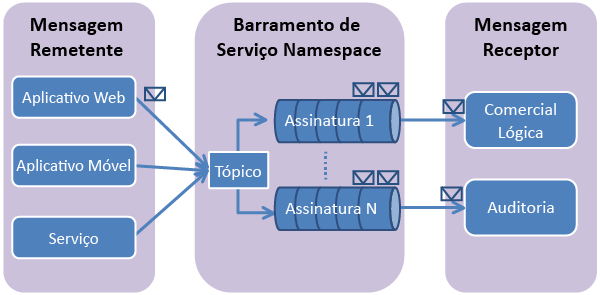 Mensagem
Remetente
Aplicativo Web
Aplicativo Móvel
Serviço
Barramento de
Serviço Namespace
Tópico
Assinatura 1
Assinatura N
Mensagem
Receptor
Comercial
Lógica
Auditoria